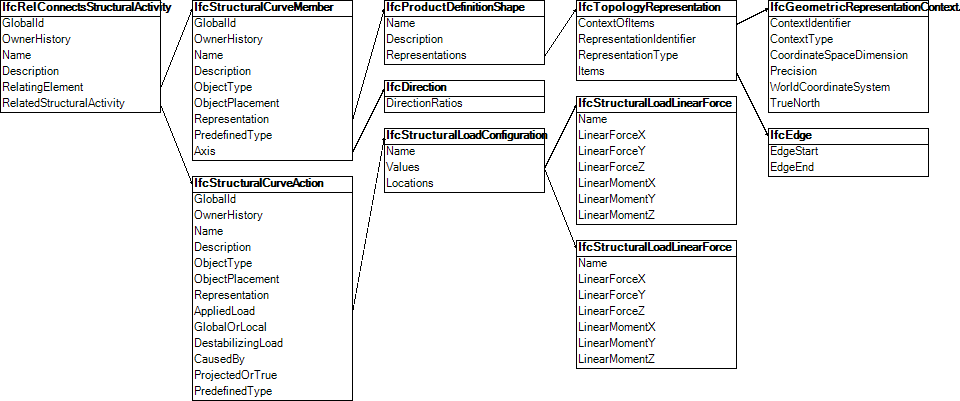 IfcRelConnectsStructuralActivity
GlobalId
OwnerHistory
Name
Description
RelatingElement
RelatedStructuralActivity
IfcStructuralCurveMember
GlobalId
OwnerHistory
Name
Description
ObjectType
ObjectPlacement
Representation
PredefinedType
Axis
IfcStructuralCurveAction
GlobalId
OwnerHistory
Name
Description
ObjectType
ObjectPlacement
Representation
AppliedLoad
GlobalOrLocal
DestabilizingLoad
CausedBy
ProjectedOrTrue
PredefinedType
IfcProductDefinitionShape
Name
Description
Representations
IfcDirection
DirectionRatios
IfcStructuralLoadConfiguration
Name
Values
Locations
IfcTopologyRepresentation
ContextOfItems
RepresentationIdentifier
RepresentationType
Items
IfcStructuralLoadLinearForce
Name
LinearForceX
LinearForceY
LinearForceZ
LinearMomentX
LinearMomentY
LinearMomentZ
IfcStructuralLoadLinearForce
Name
LinearForceX
LinearForceY
LinearForceZ
LinearMomentX
LinearMomentY
LinearMomentZ
IfcGeometricRepresentationContext
ContextIdentifier
ContextType
CoordinateSpaceDimension
Precision
WorldCoordinateSystem
TrueNorth
IfcEdge
EdgeStart
EdgeEnd